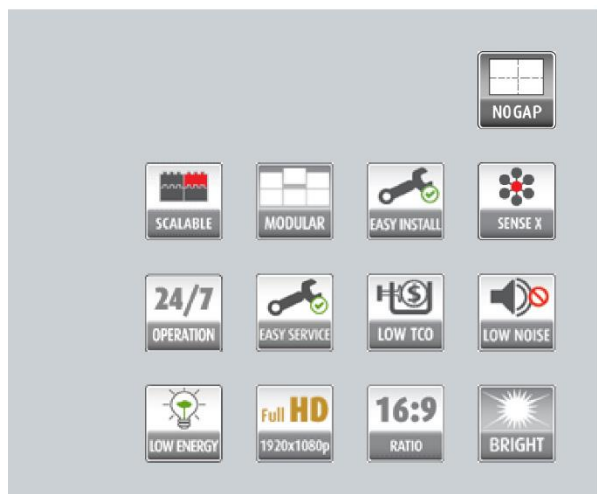 NO GAP
SCALABLE
MODULAR
EASY INSTALL
SENSE X
24/7
OPERATION
EASY SERVICE
$
LOW TCO
LOW NOISE
LOW ENERGY
Full HD
1920x1080p
16:9
RATIO
BRIGHT